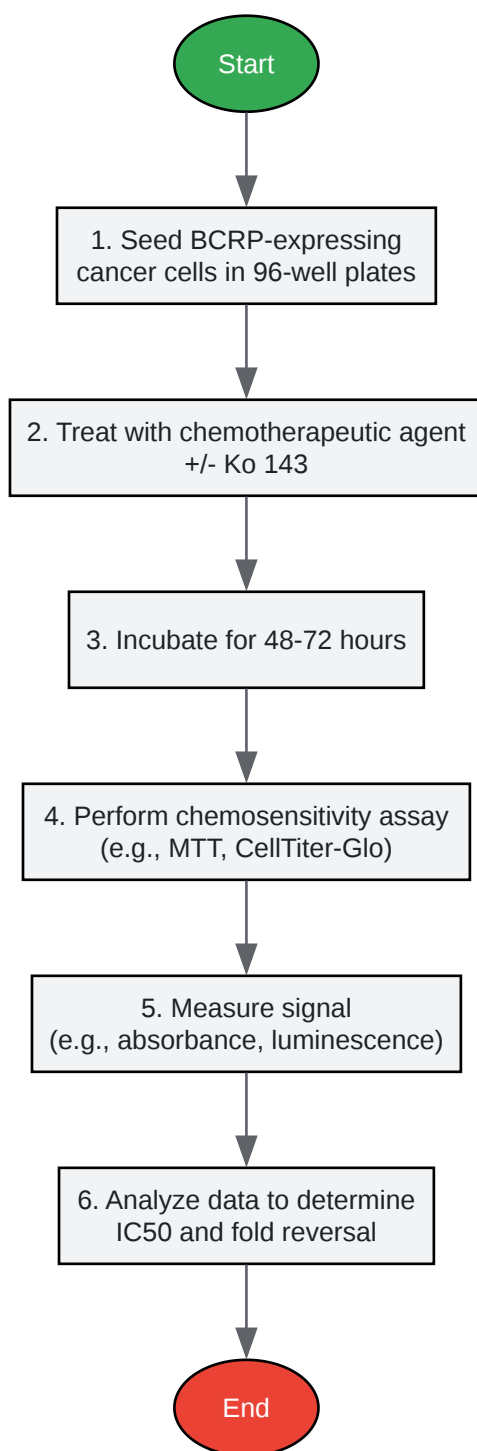 Start
1. Seed BCRP-expressing
cancer cells in 96-well plates
2. Treat with chemotherapeutic agent
+/- Ko 143
3. Incubate for 48-72 hours
4. Perform chemosensitivity assay
(e.g., MTT, CellTiter-Glo)
5. Measure signal
(e.g., absorbance, luminescence)
6. Analyze data to determine
IC50 and fold reversal
End